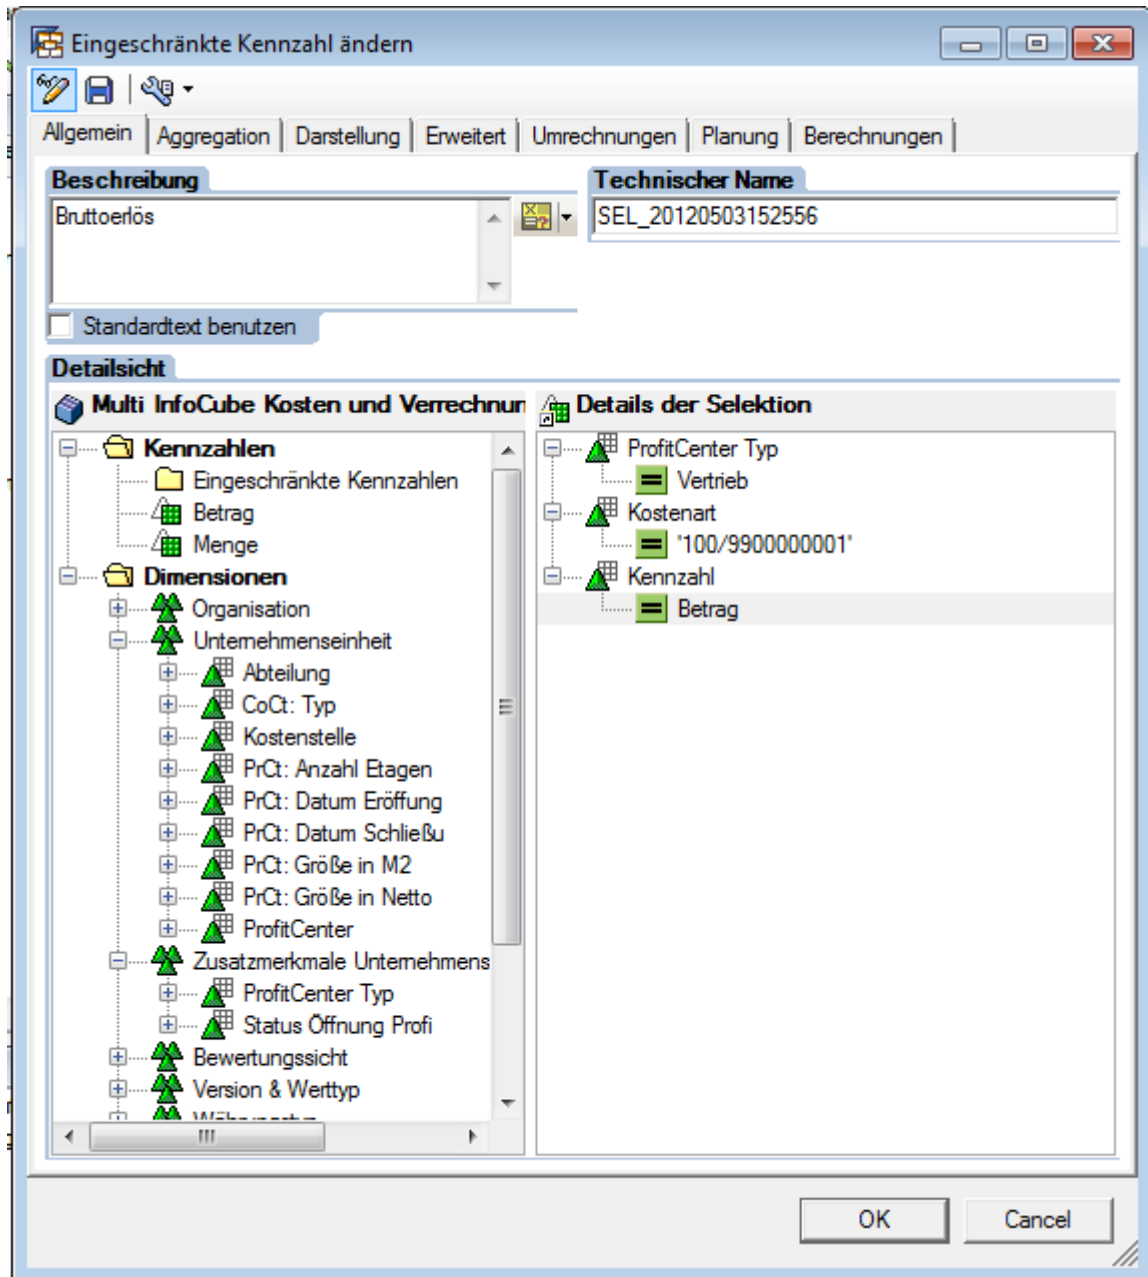 Eingeschränkte Kennzahl ändern
Allgemein Aggregation Darstellung Erweitert Umrechnungen Planung Berechnungen
Beschreibung
Technischer Name
Bruttoerlös
SEL_20120503152556
Standardtext benutzen
Detailsicht
Multi InfoCube Kosten und Verrechnun
Kennzahlen
Eingeschränkte Kennzahlen
Betrag
Menge
Dimensionen
Organisation
Unternehmenseinheit
Abteilung
CoCt: Typ
Kostenstelle
PrCt: Anzahl Etagen
PrCt: Datum Eröffung
PrCt: Datum Schließu
PrCt: Größe in M2
PrCt: Größe in Netto
ProfitCenter
Zusatzmerkmale Unternehmens
ProfitCenter Typ
Status Öffnung Profi
Bewertungssicht
Version & Werttyp
Details der Selektion
ProfitCenter Typ
Vertrieb
Kostenart
'100/9900000001'
Kennzahl
Betrag
OK Cancel